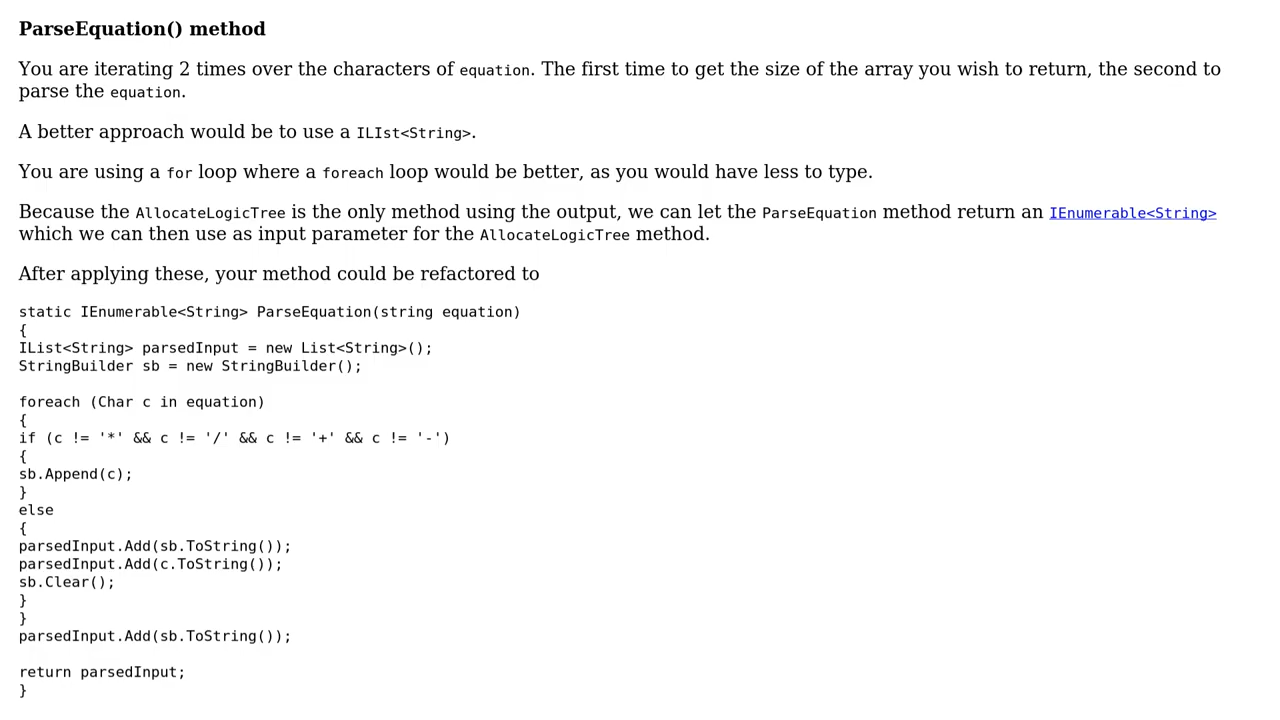 ParseEquation() method
You are iterating 2 times over the characters of equation. The first time to get the size of the array you wish to return, the second to
parse the equation.
A better approach would be to use a ILIst<String>.
You are using a for loop where a foreach loop would be better, as you would have less to type.
Because the AllocateLogicTree is the only method using the output, we can let the ParseEquation method return an IEnumerable<String>
which we can then use as input parameter for the AllocateLogicTree method.
After applying these, your method could be refactored to
static IEnumerable<String> ParseEquation(string equation)
{
IList<String> parsedInput = new List<String>();
StringBuilder sb = new StringBuilder();
foreach (Char c in equation)
{
if (c != '*' && c != '/' && c != '+' && c != '-')
{
sb.Append(c);
}
else
{
parsedInput.Add(sb.ToString());
parsedInput.Add(c.ToString());
sb.Clear();
}
}
parsedInput.Add(sb.ToString());
return parsedInput;
}